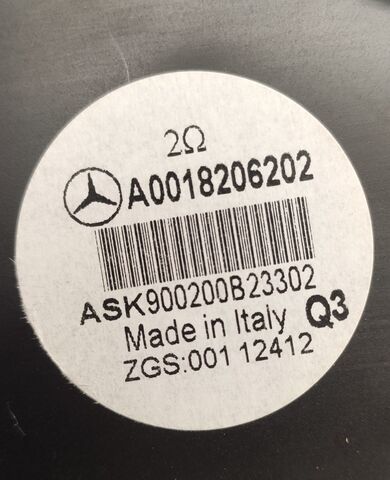 2Ω
A0018206202
ASK900200B23302
Made in Italy Q3
ZGS:001 12412